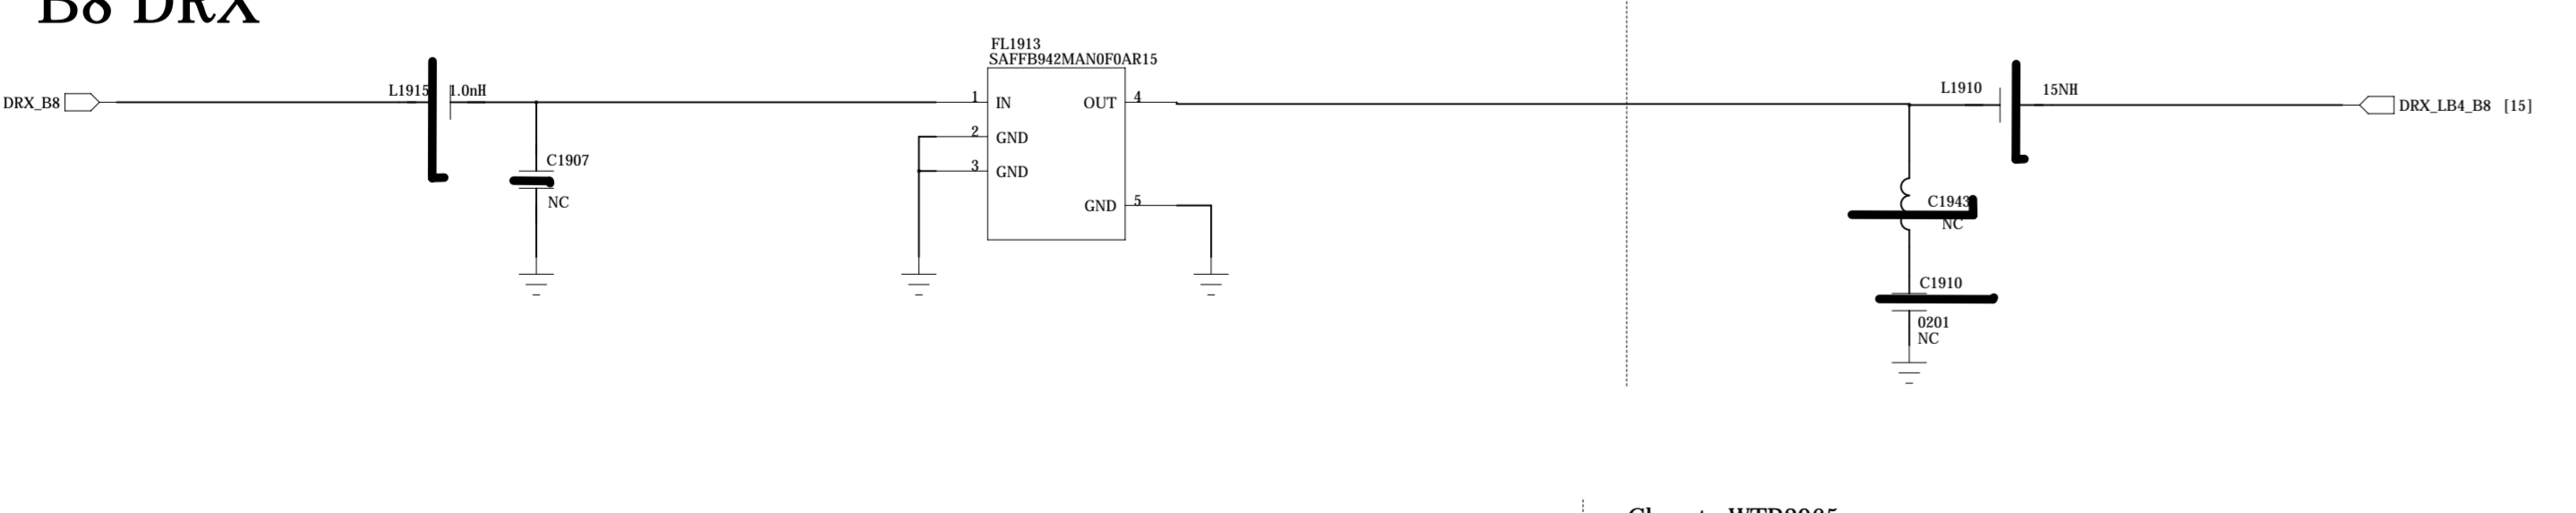 B8 DRX
FL1913
SAFFB942MAN0F0AR15
DRX_B8
L1915
1.0nH
1
IN
OUT
4
L1910
15NH
DRX_LB4_B8 [15]
2
GND
C1907
3
GND
NC
GND
5
C1943
NC
C1910
0201
NC